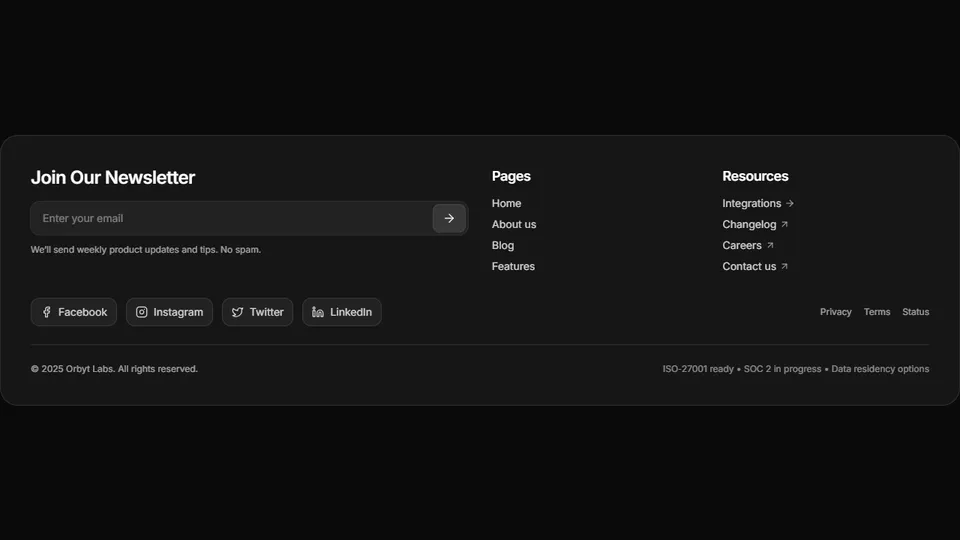 Join Our Newsletter
Enter your email
We'll send weekly product updates and tips. No spam.
Pages
Home
About us
Blog
Features
Resources
Integrations
Changelog
Careers
Contact us
Facebook
Instagram
Twitter
LinkedIn
Privacy Terms Status
© 2025 Orbyt Labs. All rights reserved.
ISO-27001 ready • SOC 2 in progress • Data residency options